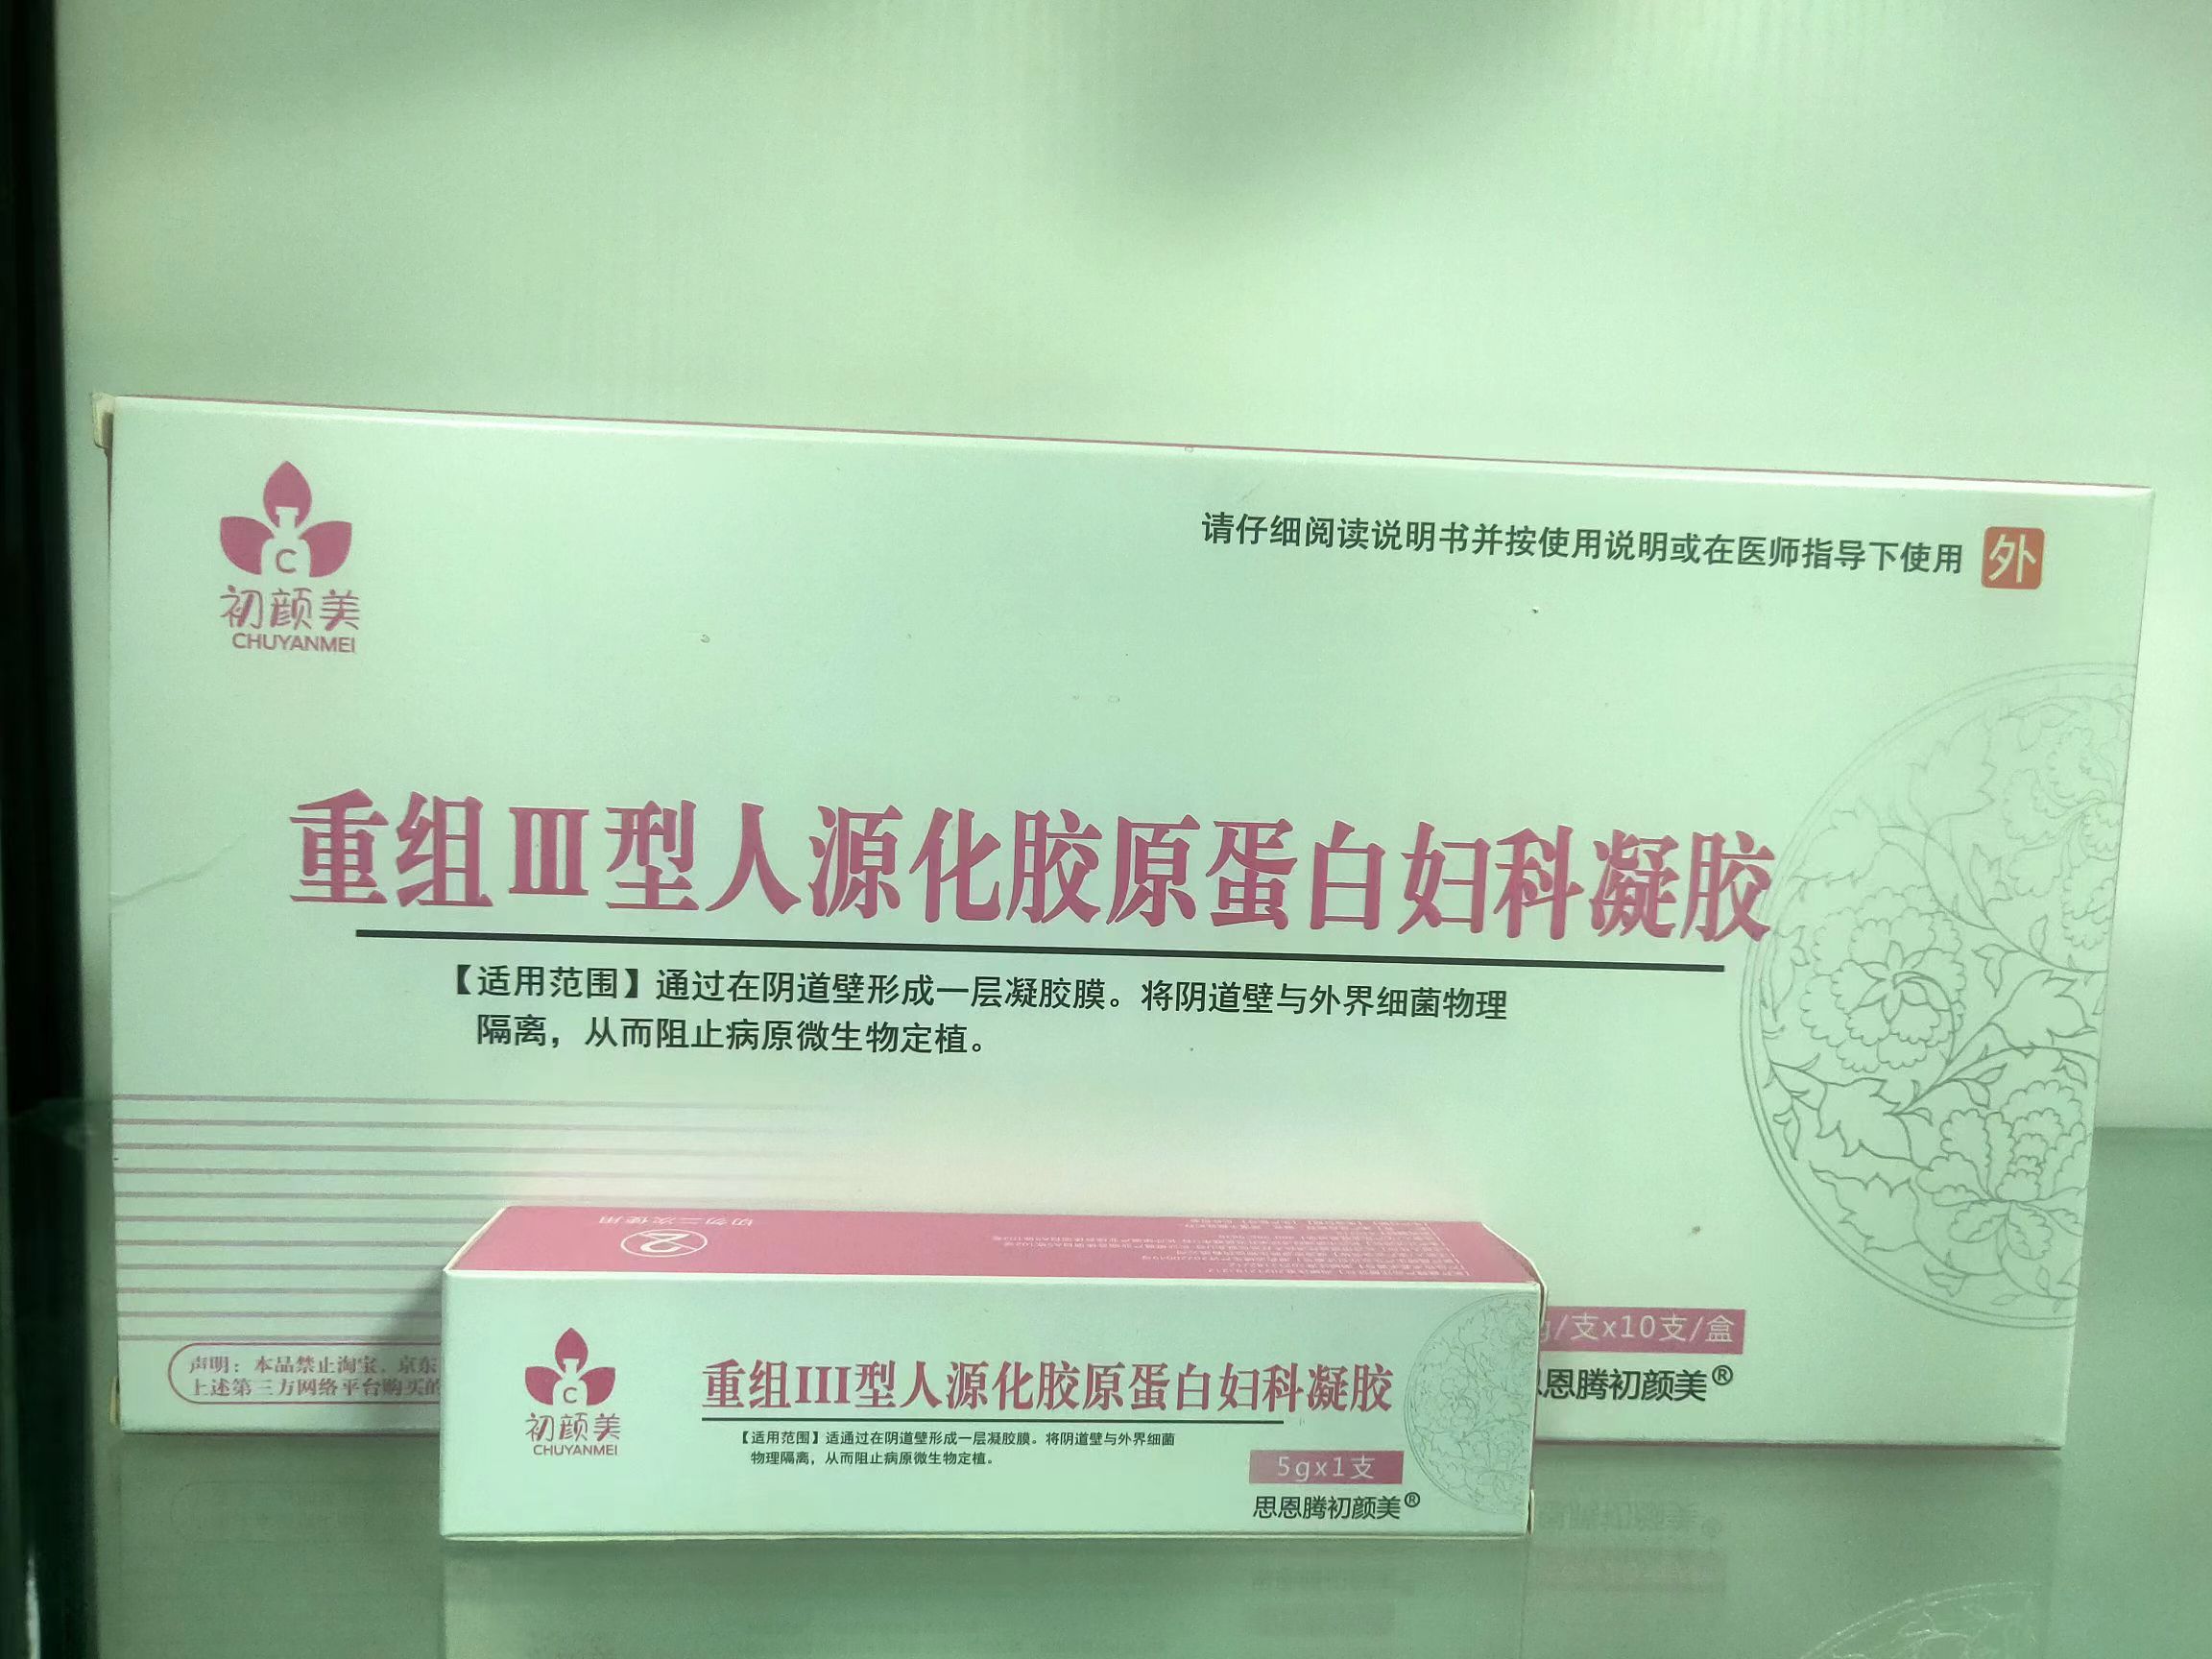 初颜美
CHUYANMEI
请仔细阅读说明书并按使用说明或在医师指导下使用 外
重组Ⅲ型人源化胶原蛋白妇科凝胶
【适用范围】通过在阴道壁形成一层凝胶膜。将阴道壁与外界细菌物理
隔离，从而阻止病原微生物定植。
声明：本品禁止淘宝、京东
上述第三方网络平台购买的
g/支x10支/盒
恩腾初颜美®
切勿二次使用
2
C
初颜美
CHUYANMEI
重组III型人源化胶原蛋白妇科凝胶
【适用范围】适通过在阴道壁形成一层凝胶膜。将阴道壁与外界细菌
物理隔离，从而阻止病原微生物定植。
5gx1支
思恩腾初颜美®